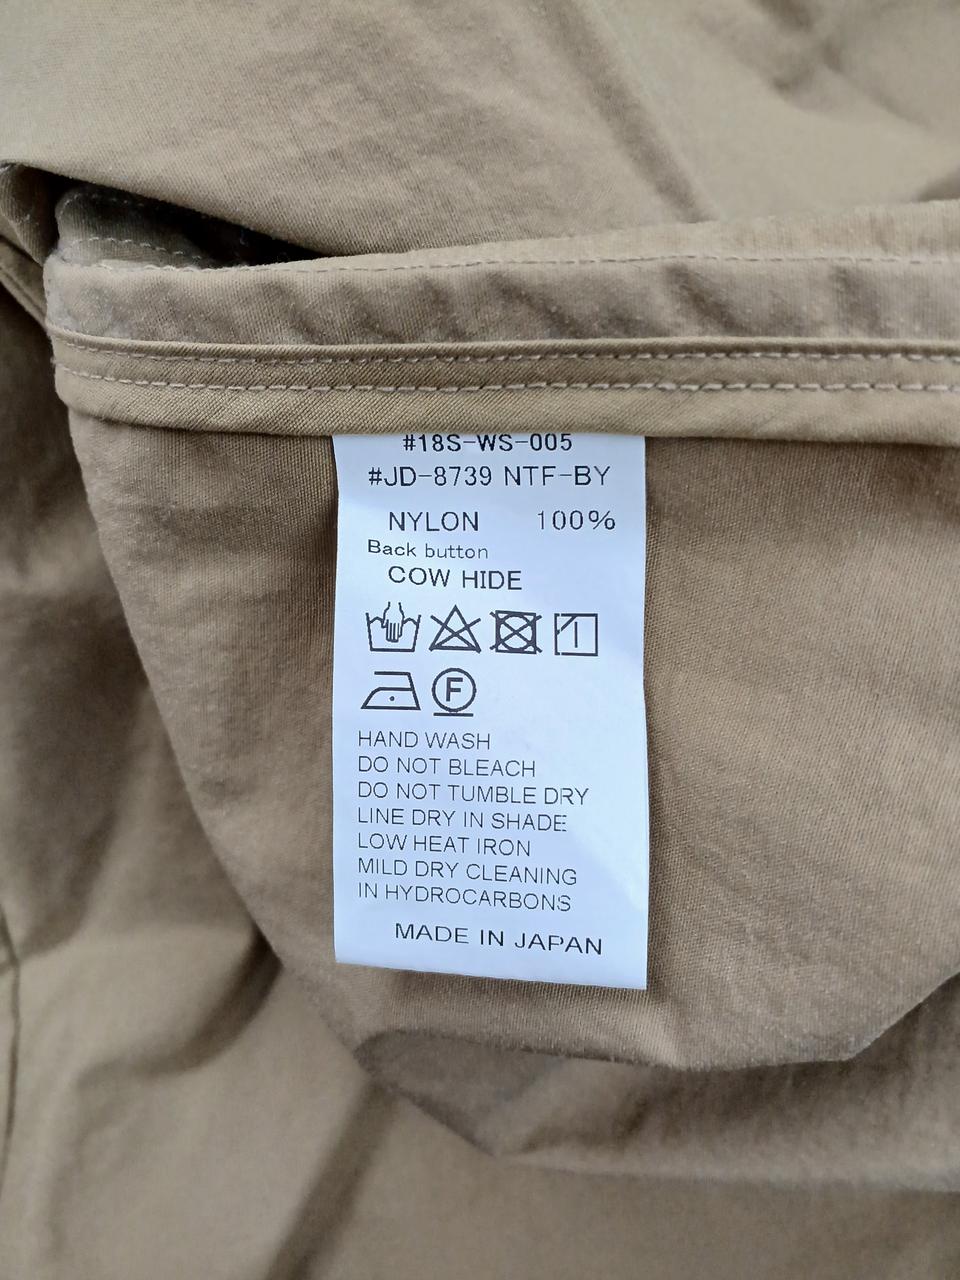 #18S-WS-005
#JD-8739 NTF-BY
NYLON 100%
Back button
COW HIDE
F
HAND WASH
DO NOT BLEACH
DO NOT TUMBLE DRY
LINE DRY IN SHADE
LOW HEAT IRON
MILD DRY CLEANING
IN HYDROCARBONS
MADE IN JAPAN